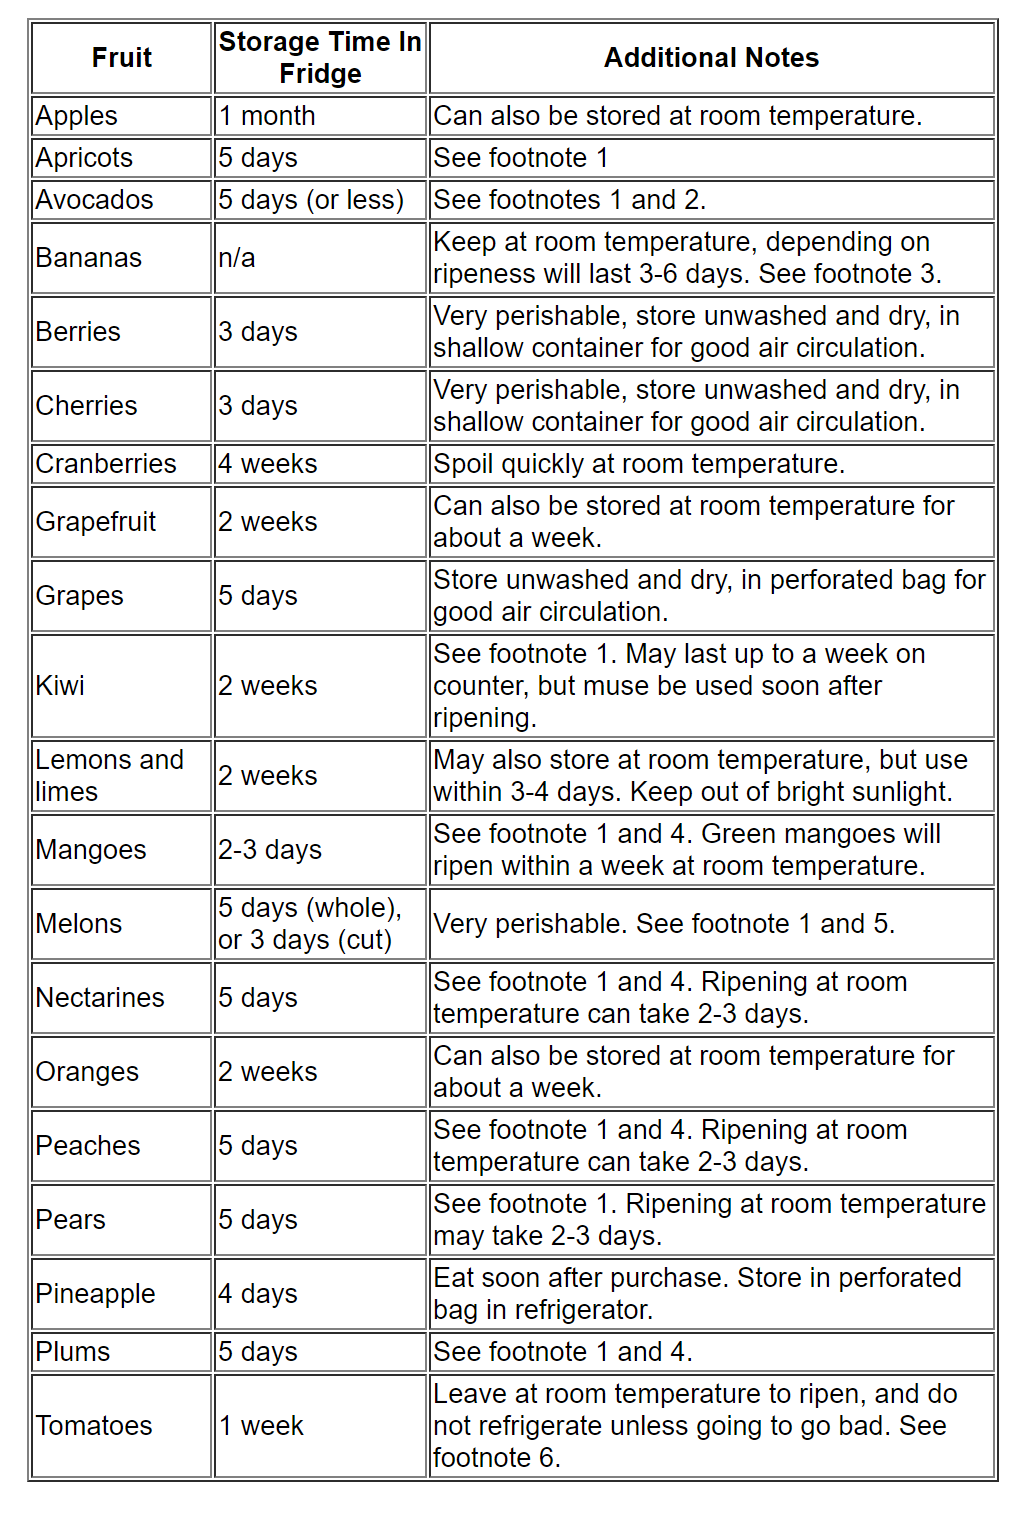 Fruit
Storage Time In
Fridge
Additional Notes
Apples
1 month
Can also be stored at room temperature.
Apricots
5 days
See footnote 1
Avocados
5 days (or less)
See footnotes 1 and 2.
Bananas
n/a
Keep at room temperature, depending on
ripeness will last 3-6 days. See footnote 3.
Berries
3 days
Very perishable, store unwashed and dry, in
shallow container for good air circulation.
Cherries
3 days
Very perishable, store unwashed and dry, in
shallow container for good air circulation.
Cranberries
4 weeks
Spoil quickly at room temperature.
Grapefruit
2 weeks
Can also be stored at room temperature for
about a week.
Grapes
5 days
Store unwashed and dry, in perforated bag for
good air circulation.
Kiwi
2 weeks
See footnote 1. May last up to a week on
counter, but muse be used soon after
ripening.
Lemons and
limes
2 weeks
May also store at room temperature, but use
within 3-4 days. Keep out of bright sunlight.
Mangoes
2-3 days
See footnote 1 and 4. Green mangoes will
ripen within a week at room temperature.
Melons
5 days (whole),
or 3 days (cut)
Very perishable. See footnote 1 and 5.
Nectarines
5 days
See footnote 1 and 4. Ripening at room
temperature can take 2-3 days.
Oranges
2 weeks
Can also be stored at room temperature for
about a week.
Peaches
5 days
See footnote 1 and 4. Ripening at room
temperature can take 2-3 days.
Pears
5 days
See footnote 1. Ripening at room temperature
may take 2-3 days.
Pineapple
4 days
Eat soon after purchase. Store in perforated
bag in refrigerator.
Plums
5 days
See footnote 1 and 4.
Tomatoes
1 week
Leave at room temperature to ripen, and do
not refrigerate unless going to go bad. See
footnote 6.